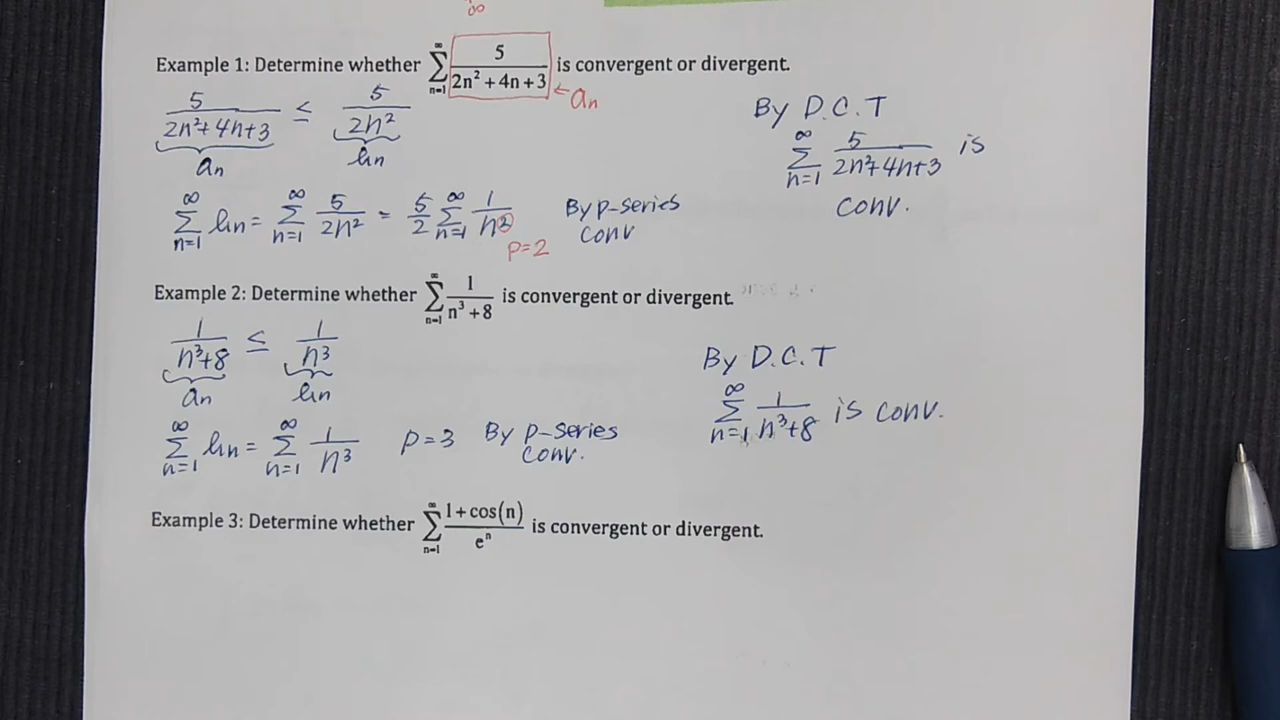 ∞
Example 1: Determine whether ∑_{n=1}^{∞} 5/(2n²+4n+3) is convergent or divergent.
← aₙ
5/(2n²+4n+3) ≤ 5/(2n²)
aₙ bₙ
∑_{n=1}^{∞} bₙ = ∑_{n=1}^{∞} 5/(2n²) = 5/2 ∑_{n=1}^{∞} 1/n² By p-series
conv
p=2
By D.C.T
∑_{n=1}^{∞} 5/(2n²+4n+3) is
conv.
Example 2: Determine whether ∑_{n=1}^{∞} 1/(n³+8) is convergent or divergent.
1/(n³+8) ≤ 1/n³
aₙ bₙ
∑_{n=1}^{∞} bₙ = ∑_{n=1}^{∞} 1/n³ p=3 By p-series
conv.
By D.C.T
∑_{n=1}^{∞} 1/(n³+8) is conv.
Example 3: Determine whether ∑_{n=1}^{∞} (1+cos(n))/eⁿ is convergent or divergent.